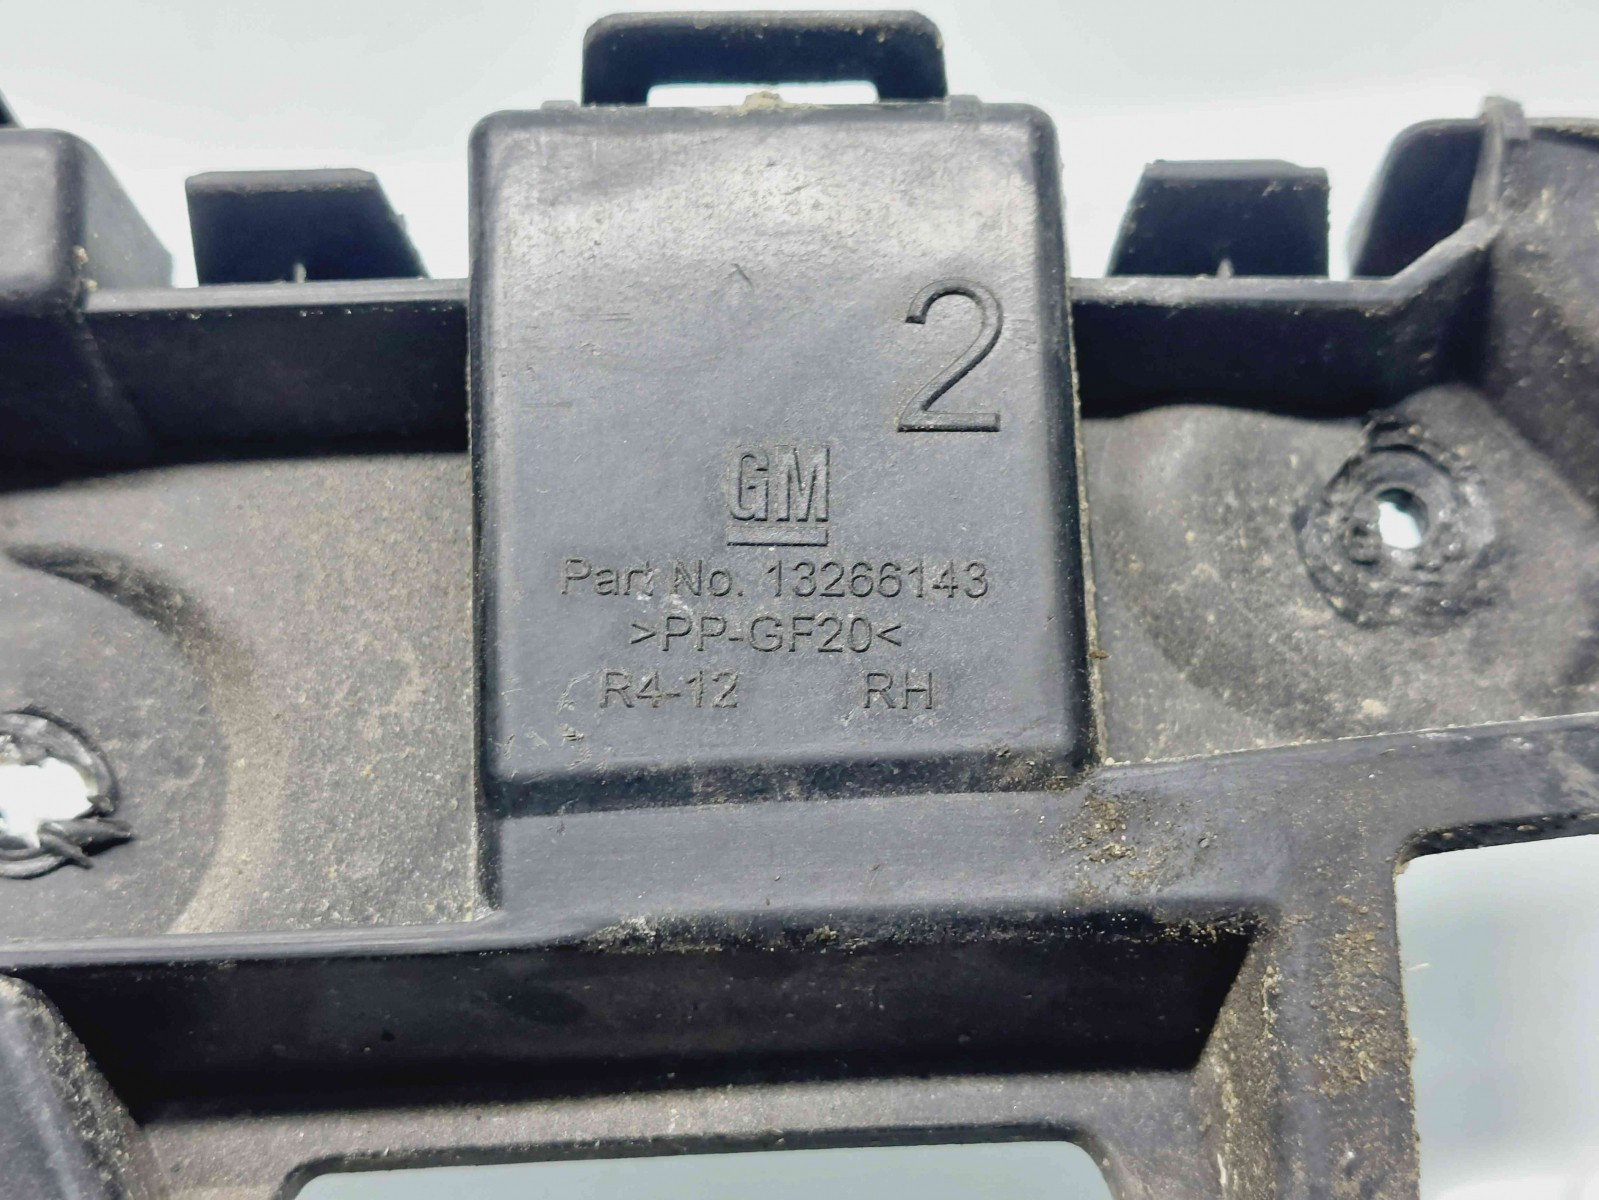 2
GM
Part No. 13266143
>PP-GF20<
R4-12 RH